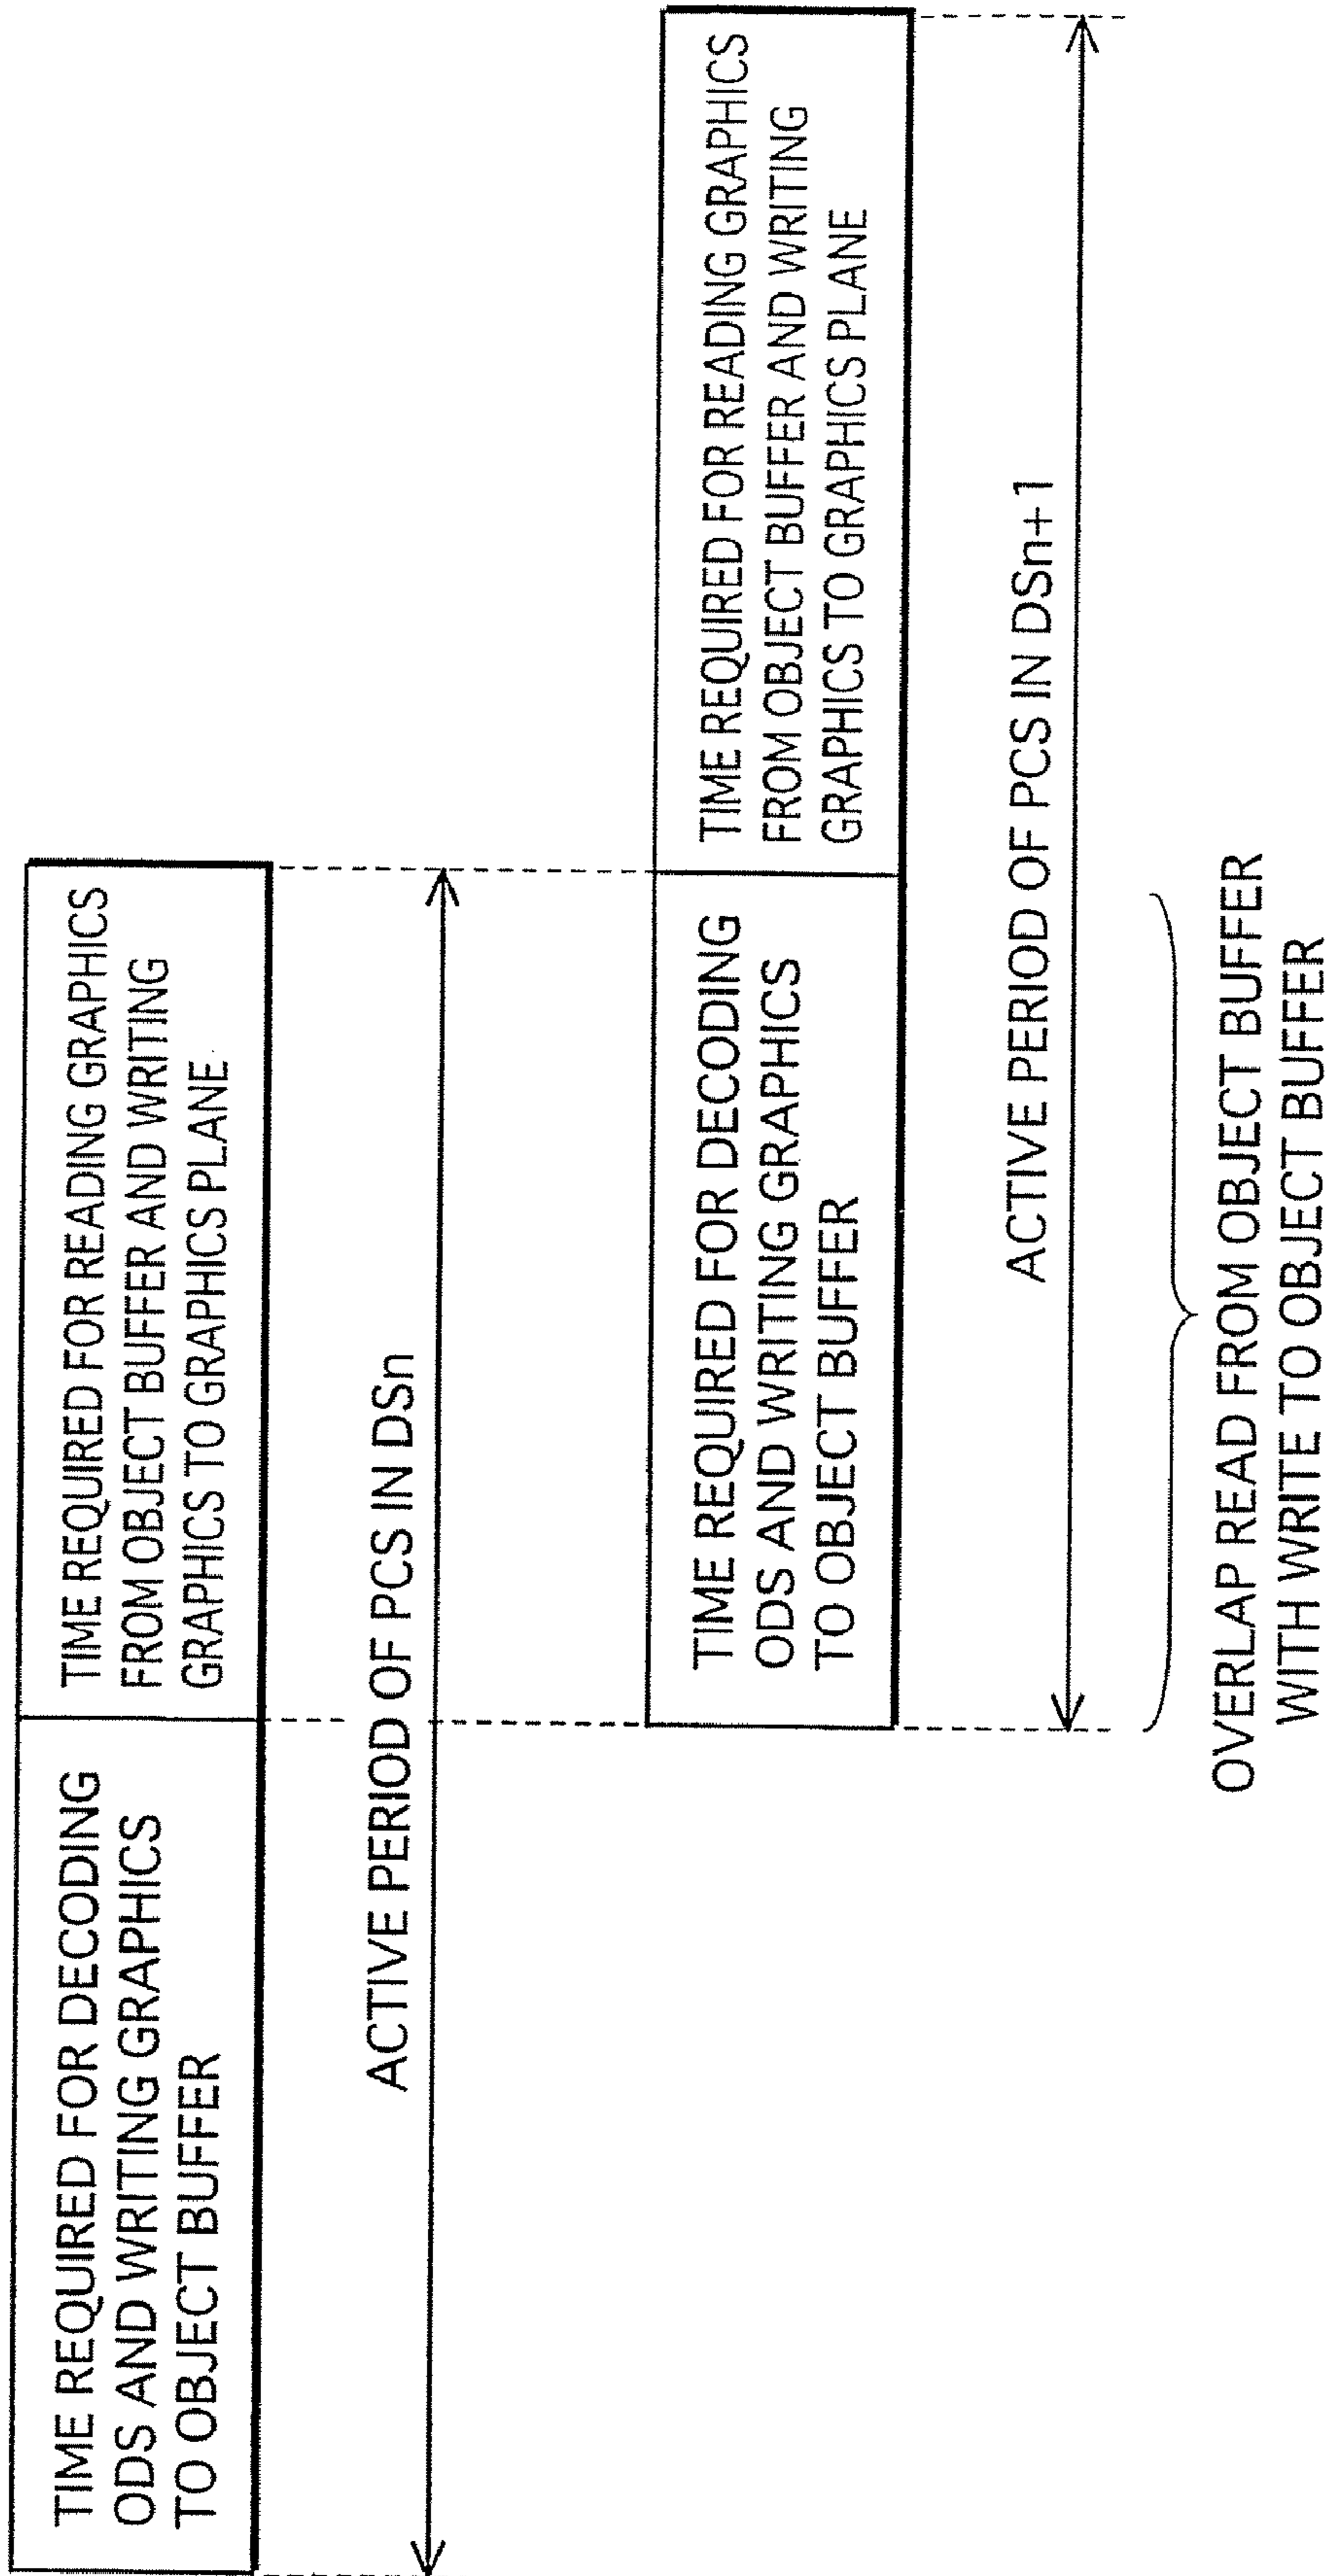 TIME REQUIRED FOR DECODING
ODS AND WRITING GRAPHICS
TO OBJECT BUFFER
TIME REQUIRED FOR READING GRAPHICS
FROM OBJECT BUFFER AND WRITING
GRAPHICS TO GRAPHICS PLANE
ACTIVE PERIOD OF PCS IN DSn
TIME REQUIRED FOR DECODING
ODS AND WRITING GRAPHICS
TO OBJECT BUFFER
TIME REQUIRED FOR READING GRAPHICS
FROM OBJECT BUFFER AND WRITING
GRAPHICS TO GRAPHICS PLANE
ACTIVE PERIOD OF PCS IN DSn+1
OVERLAP READ FROM OBJECT BUFFER
WITH WRITE TO OBJECT BUFFER